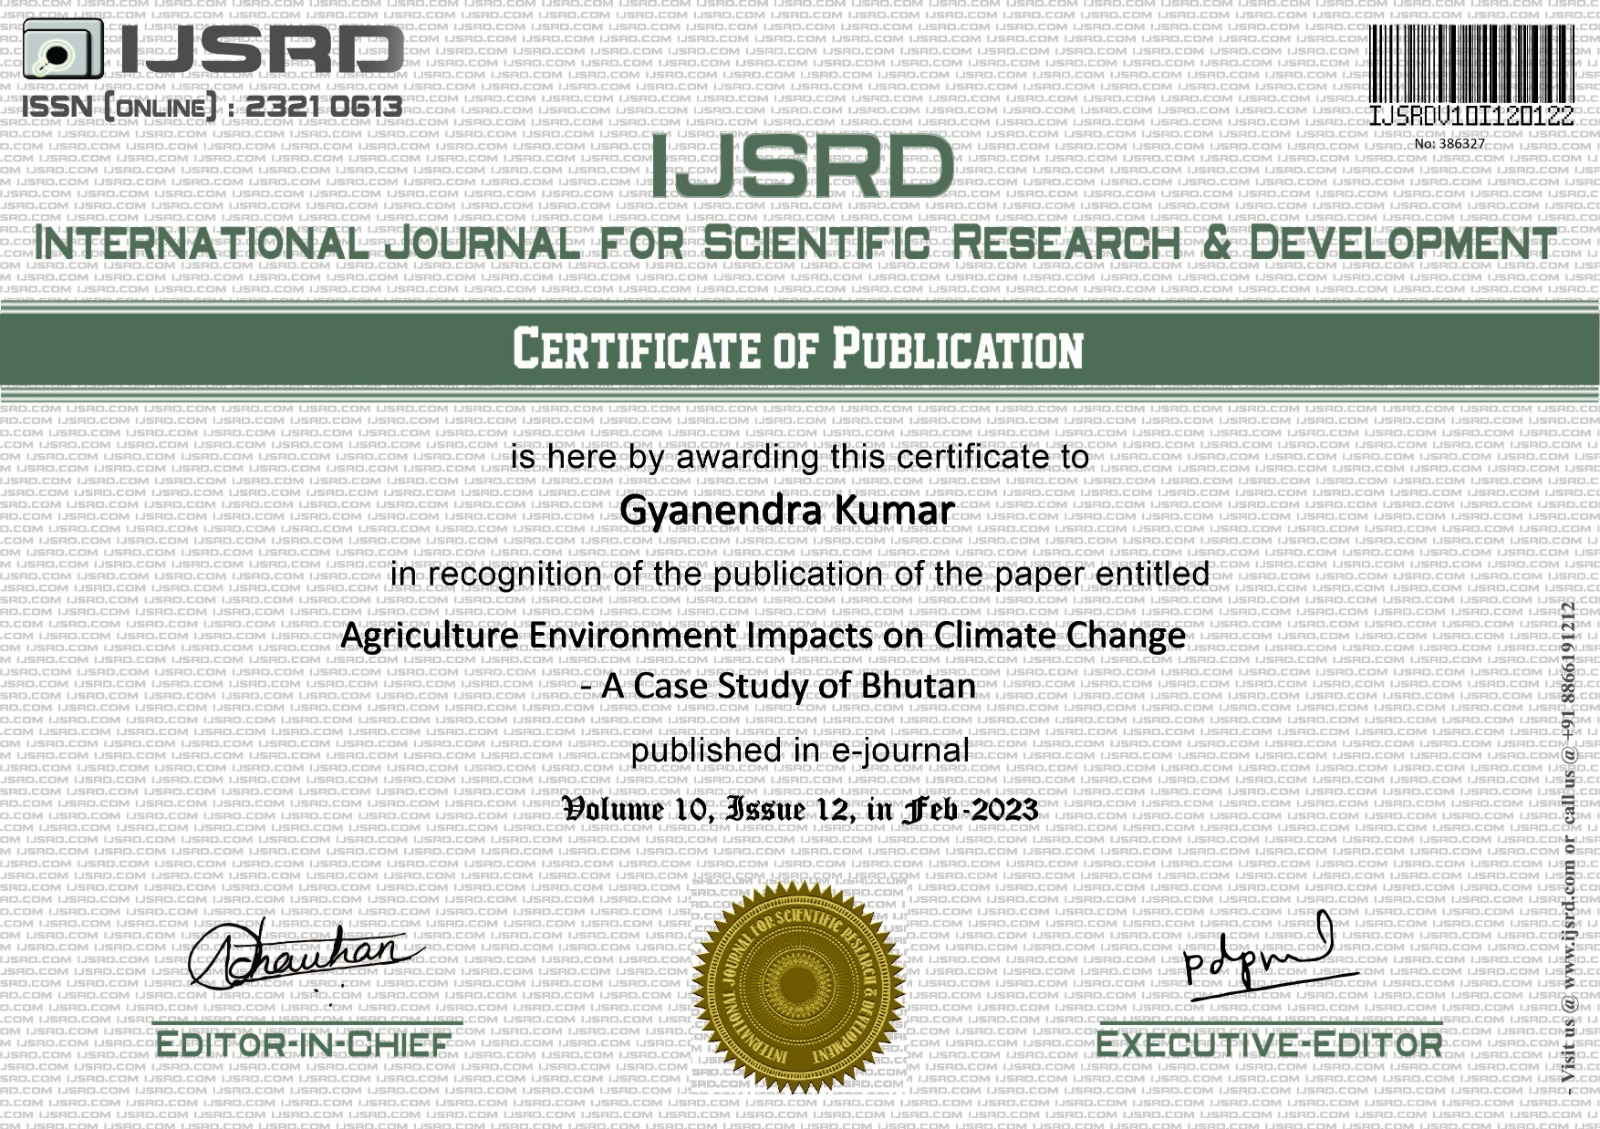 IJSRD
ISSN (ONLINE) : 2321 0613
IJSRDV10I120122
No: 386327
IJSRD
INTERNATIONAL JOURNAL FOR SCIENTIFIC RESEARCH & DEVELOPMENT
CERTIFICATE OF PUBLICATION
is here by awarding this certificate to
Gyanendra Kumar
in recognition of the publication of the paper entitled
Agriculture Environment Impacts on Climate Change
- A Case Study of Bhutan
published in e-journal
Volume 10, Issue 12, in Feb-2023
INTERNATIONAL JOURNAL FOR SCIENTIFIC RESEARCH & DEVELOPMENT
EDITOR-IN-CHIEF
EXECUTIVE-EDITOR
- Visit us @ www.ijsrd.com or call us @ +91 8866191212